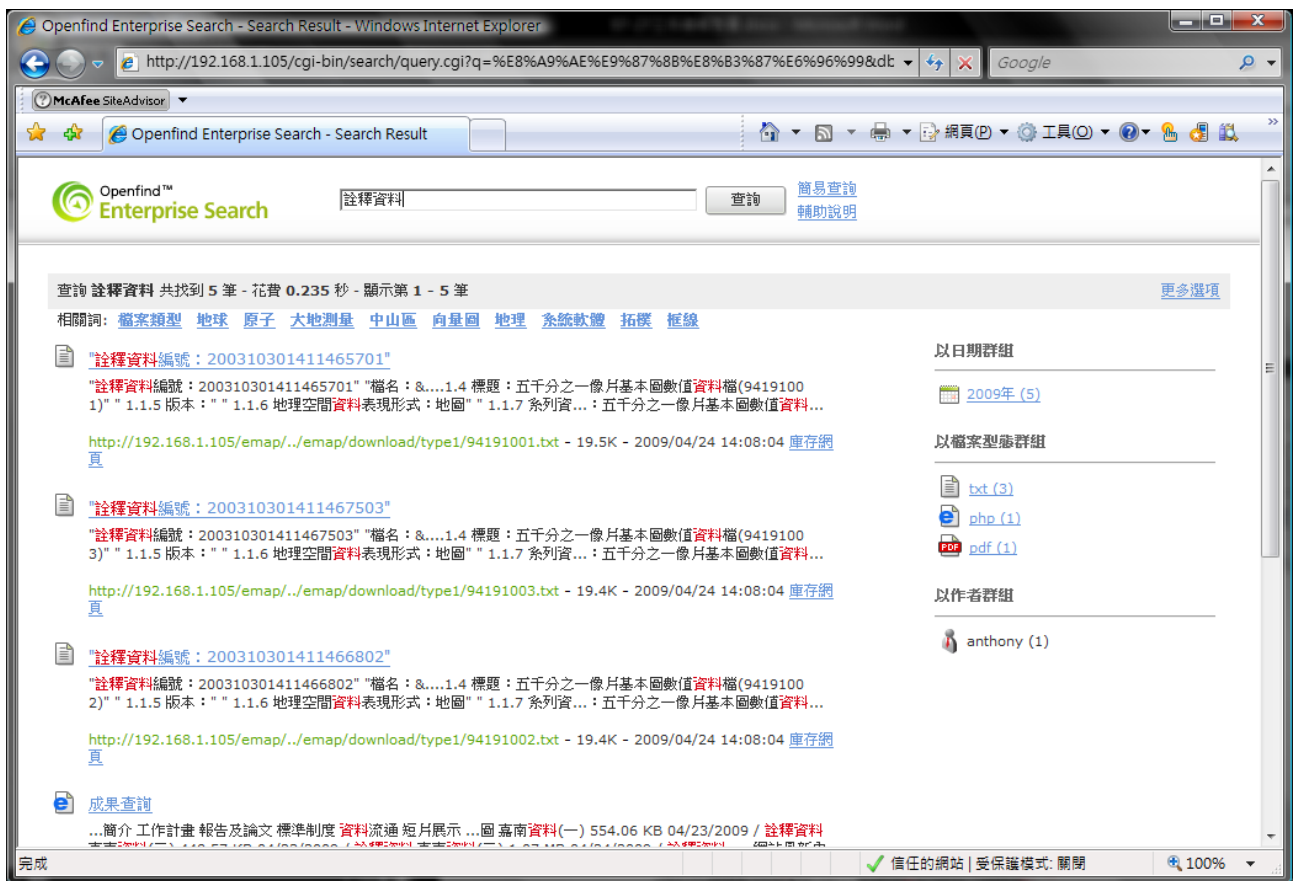 Openfind Enterprise Search - Search Result - Windows Internet Explorer
http://192.168.1.105/cgi-bin/search/query.cgi?q=%E8%A9%AE%E9%87%8B%E8%B3%87%E6%96%99&dt
Google
McAfee SiteAdvisor
Openfind Enterprise Search - Search Result
網頁(P)
工具(O)
Openfind™
Enterprise Search
詮釋資料
查詢
簡易查詢
輔助說明
查詢 詮釋資料 共找到 5 筆 - 花費 0.235 秒 - 顯示第 1 - 5 筆
更多選項
相關詞: 檔案類型 地球 原子 大地測量 中山區 向量圖 地理 系統軟體 拓樸 框線
"詮釋資料編號：200310301411465701"
"詮釋資料編號：200310301411465701" "檔名：&....1.4 標題：五千分之一像片基本圖數值資料檔(9419100
1)" " 1.1.5 版本：" " 1.1.6 地理空間資料表現形式：地圖" " 1.1.7 系列資...：五千分之一像片基本圖數值資料...
http://192.168.1.105/emap/../emap/download/type1/94191001.txt - 19.5K - 2009/04/24 14:08:04 庫存網
頁
"詮釋資料編號：200310301411467503"
"詮釋資料編號：200310301411467503" "檔名：&....1.4 標題：五千分之一像片基本圖數值資料檔(9419100
3)" " 1.1.5 版本：" " 1.1.6 地理空間資料表現形式：地圖" " 1.1.7 系列資...：五千分之一像片基本圖數值資料...
http://192.168.1.105/emap/../emap/download/type1/94191003.txt - 19.4K - 2009/04/24 14:08:04 庫存網
頁
"詮釋資料編號：200310301411466802"
"詮釋資料編號：200310301411466802" "檔名：&....1.4 標題：五千分之一像片基本圖數值資料檔(9419100
2)" " 1.1.5 版本：" " 1.1.6 地理空間資料表現形式：地圖" " 1.1.7 系列資...：五千分之一像片基本圖數值資料...
http://192.168.1.105/emap/../emap/download/type1/94191002.txt - 19.4K - 2009/04/24 14:08:04 庫存網
頁
成果查詢
...簡介 工作計畫 報告及論文 標準制度 資料流通 短片展示 ...圖 嘉南資料(一) 554.06 KB 04/23/2009 / 詮釋資料
以日期群組
2009年 (5)
以檔案型態群組
txt (3)
php (1)
PDF
pdf (1)
以作者群組
anthony (1)
完成
信任的網站 | 受保護模式: 關閉
100%